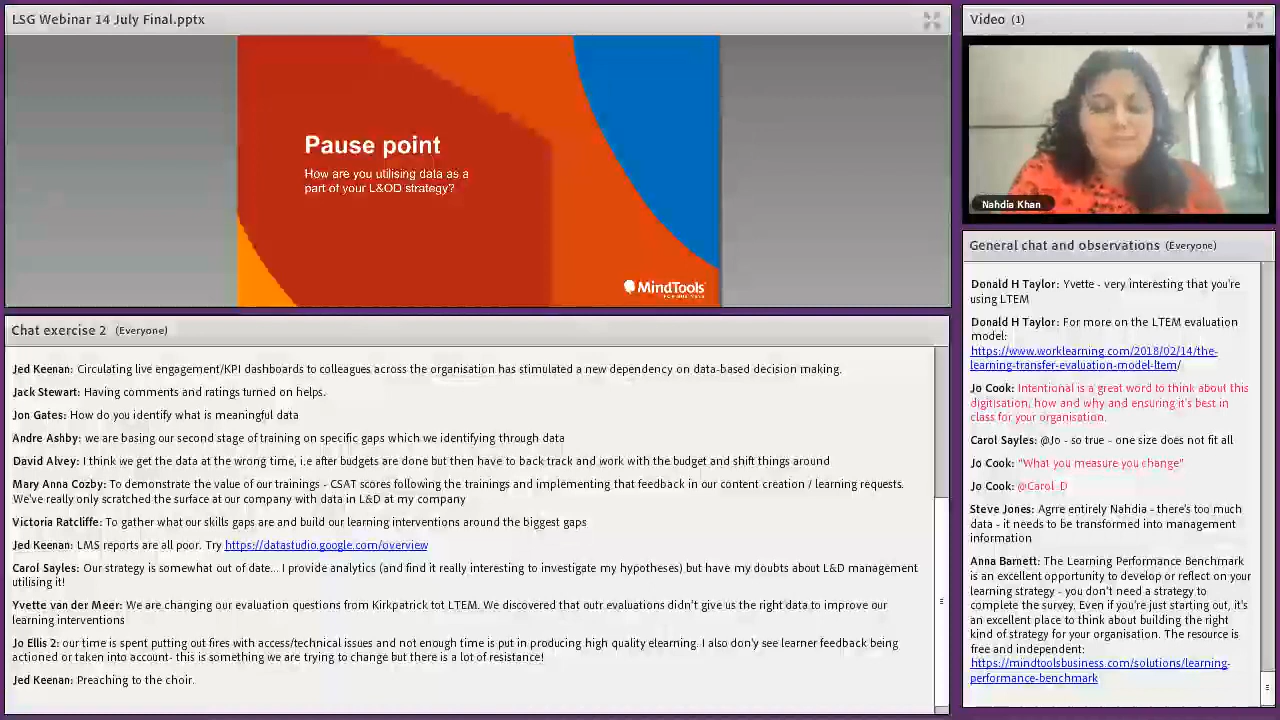 LSG Webinar 14 July Final.pptx
Pause point
How are you utilising data as a
part of your L&OD strategy?
MindTools
FOR BUSINESS
Video (1)
Nahdia Khan
Chat exercise 2 (Everyone)
Jed Keenan: Circulating live engagement/KPI dashboards to colleagues across the organisation has stimulated a new dependency on data-based decision making.
Jack Stewart: Having comments and ratings turned on helps.
Jon Gates: How do you identify what is meaningful data
Andre Ashby: we are basing our second stage of training on specific gaps which we identifying through data
David Alvey: I think we get the data at the wrong time, i.e after budgets are done but then have to back track and work with the budget and shift things around
Mary Anna Cozby: To demonstrate the value of our trainings - CSAT scores following the trainings and implementing that feedback in our content creation / learning requests.
We've really only scratched the surface at our company with data in L&D at my company
Victoria Ratcliffe: To gather what our skills gaps are and build our learning interventions around the biggest gaps
Jed Keenan: LMS reports are all poor. Try https://datastudio.google.com/overview
Carol Sayles: Our strategy is somewhat out of date... I provide analytics (and find it really interesting to investigate my hypotheses) but have my doubts about L&D management
utilising it!
Yvette van der Meer: We are changing our evaluation questions from Kirkpatrick tot LTEM. We discovered that outr evaluations didn't give us the right data to improve our
learning interventions
Jo Ellis 2: our time is spent putting out fires with access/technical issues and not enough time is put in producing high quality elearning. I also don'y see learner feedback being
actioned or taken into account- this is something we are trying to change but there is a lot of resistance!
Jed Keenan: Preaching to the choir.
General chat and observations (Everyone)
Donald H Taylor: Yvette - very interesting that you're
using LTEM
Donald H Taylor: For more on the LTEM evaluation
model:
https://www.worklearning.com/2018/02/14/the-
learning-transfer-evaluation-model-ltem/
Jo Cook: Intentional is a great word to think about this
digitisation, how and why and ensuring it's best in
class for your organisation.
Carol Sayles: @Jo - so true - one size does not fit all
Jo Cook: "What you measure you change"
Jo Cook: @Carol :D
Steve Jones: Agrre entirely Nahdia - there's too much
data - it needs to be transformed into management
information
Anna Barnett: The Learning Performance Benchmark
is an excellent opportunity to develop or reflect on your
learning strategy - you don't need a strategy to
complete the survey. Even if you're just starting out, it's
an excellent place to think about building the right
kind of strategy for your organisation. The resource is
free and independent:
https://mindtoolsbusiness.com/solutions/learning-
performance-benchmark